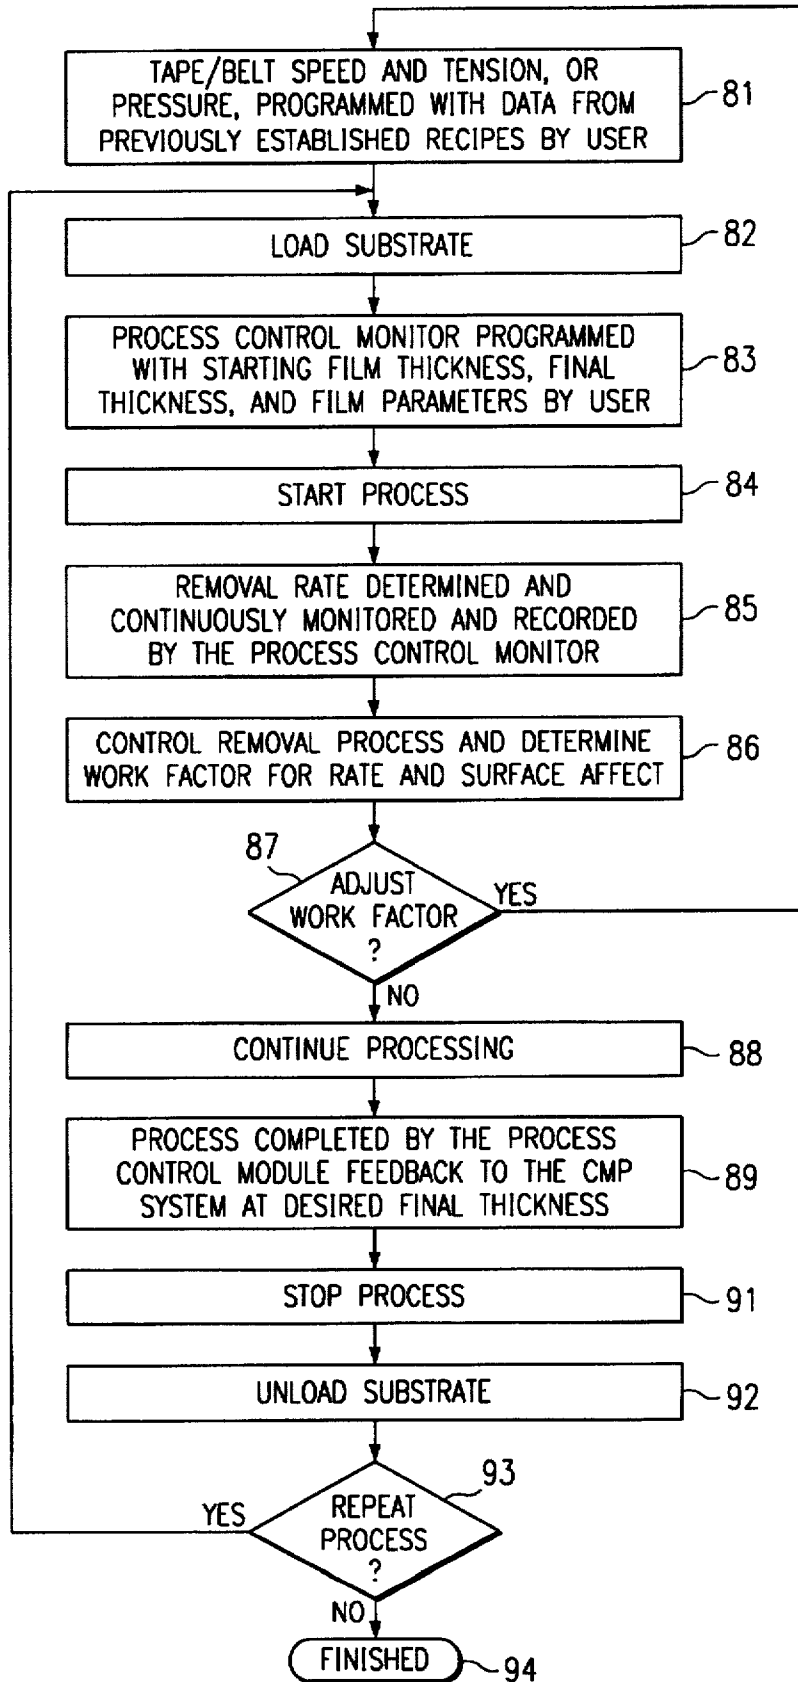 TAPE/BELT SPEED AND TENSION, OR
PRESSURE, PROGRAMMED WITH DATA FROM
PREVIOUSLY ESTABLISHED RECIPES BY USER
81
LOAD SUBSTRATE
82
PROCESS CONTROL MONITOR PROGRAMMED
WITH STARTING FILM THICKNESS, FINAL
THICKNESS, AND FILM PARAMETERS BY USER
83
START PROCESS
84
REMOVAL RATE DETERMINED AND
CONTINUOUSLY MONITORED AND RECORDED
BY THE PROCESS CONTROL MONITOR
85
CONTROL REMOVAL PROCESS AND DETERMINE
WORK FACTOR FOR RATE AND SURFACE AFFECT
86
87
ADJUST
WORK FACTOR
?
YES
NO
CONTINUE PROCESSING
88
PROCESS COMPLETED BY THE PROCESS
CONTROL MODULE FEEDBACK TO THE CMP
SYSTEM AT DESIRED FINAL THICKNESS
89
STOP PROCESS
91
UNLOAD SUBSTRATE
92
93
YES
REPEAT
PROCESS
?
NO
FINISHED
94